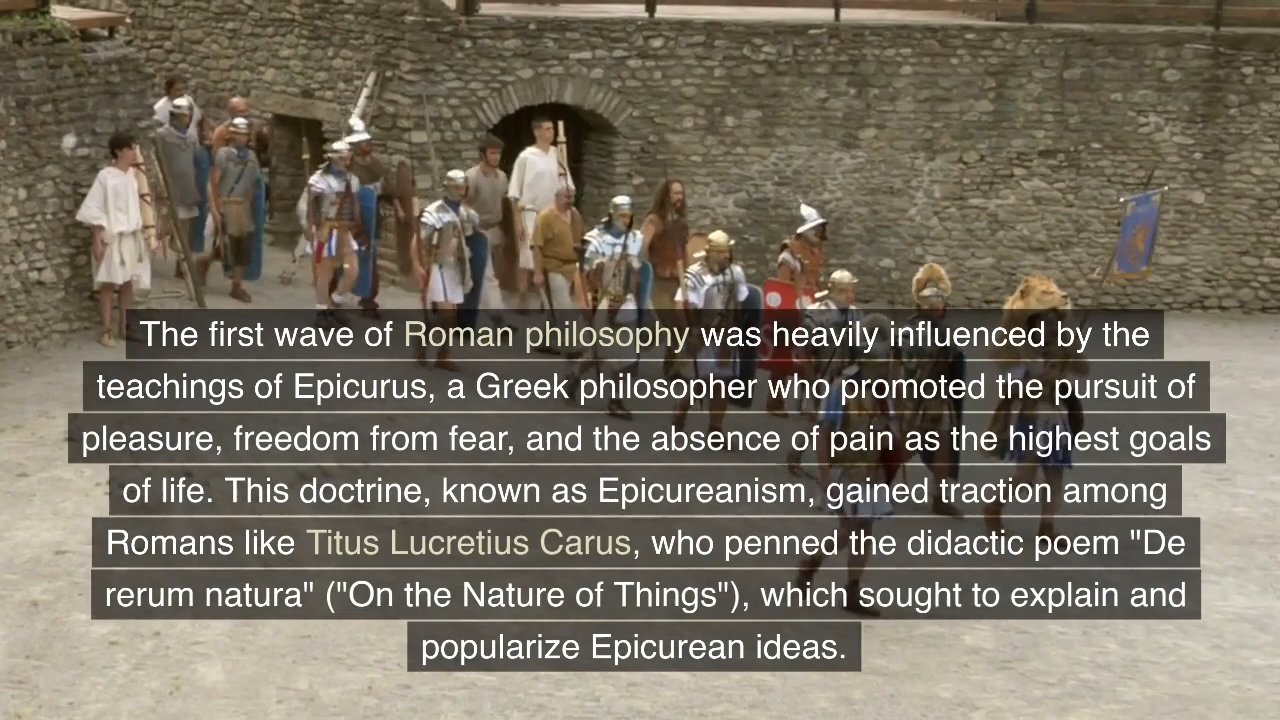 The first wave of Roman philosophy was heavily influenced by the
teachings of Epicurus, a Greek philosopher who promoted the pursuit of
pleasure, freedom from fear, and the absence of pain as the highest goals
of life. This doctrine, known as Epicureanism, gained traction among
Romans like Titus Lucretius Carus, who penned the didactic poem "De
rerum natura" ("On the Nature of Things"), which sought to explain and
popularize Epicurean ideas.